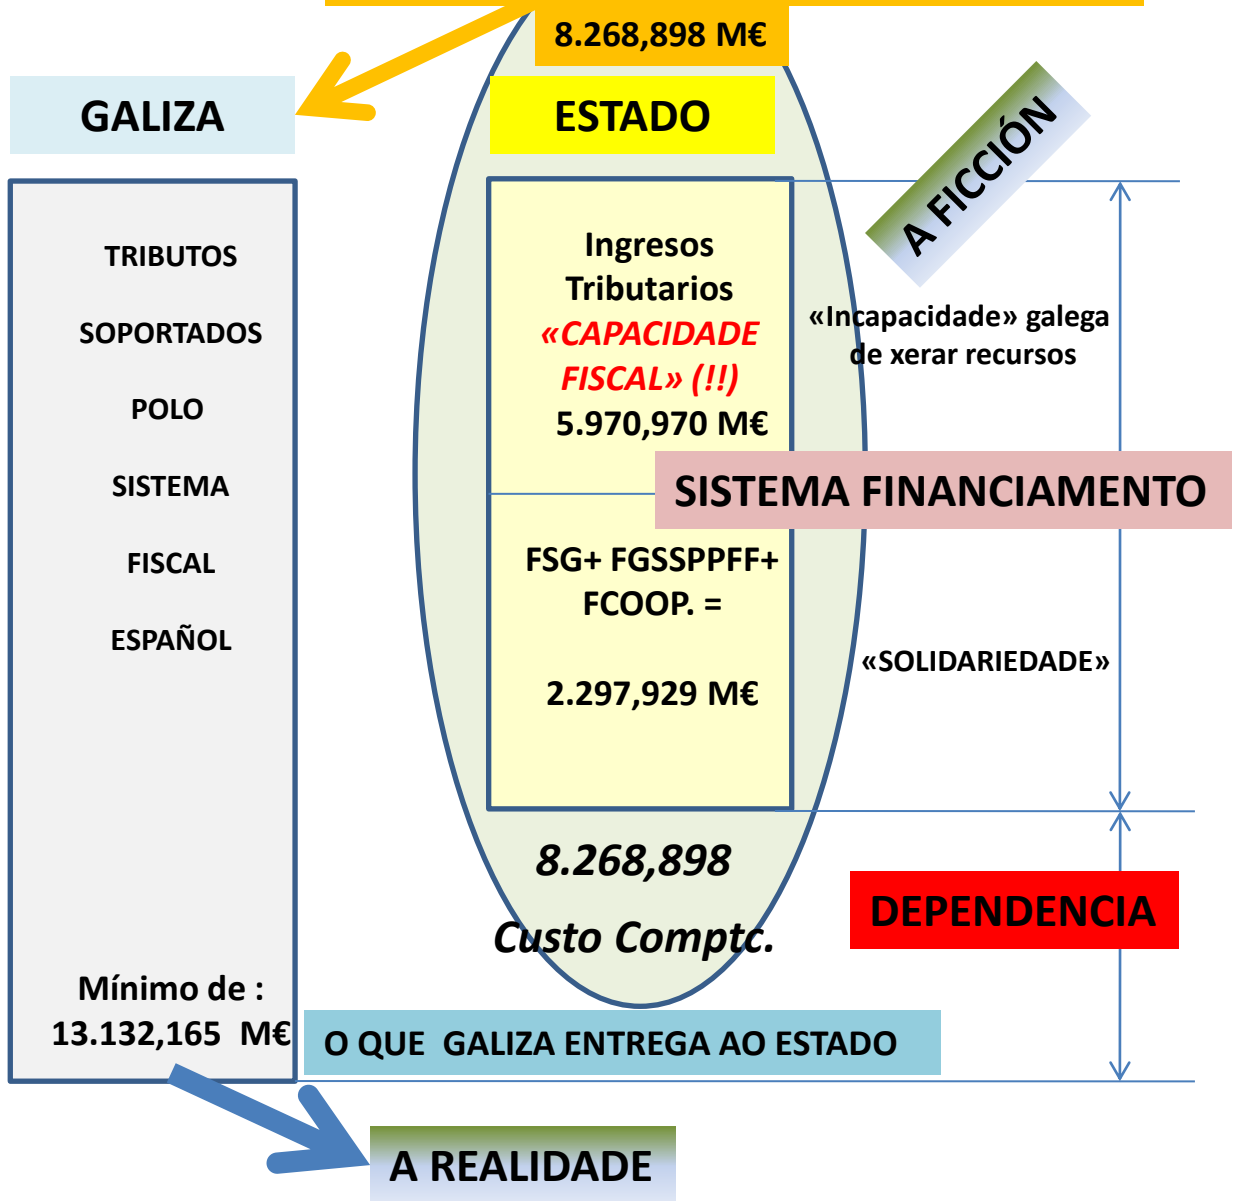 8.268,898 M€
GALIZA
ESTADO
A FICCIÓN
TRIBUTOS
SOPORTADOS
POLO
SISTEMA
FISCAL
ESPAÑOL
Mínimo de :
13.132,165 M€
Ingresos
Tributarios
«CAPACIDADE
FISCAL» (!!)
5.970,970 M€
«Incapacidade» galega
de xerar recursos
SISTEMA FINANCIAMENTO
FSG+ FGSSPPFF+
FCOOP. =
2.297,929 M€
«SOLIDARIEDADE»
8.268,898
Custo Comptc.
DEPENDENCIA
O QUE GALIZA ENTREGA AO ESTADO
A REALIDADE